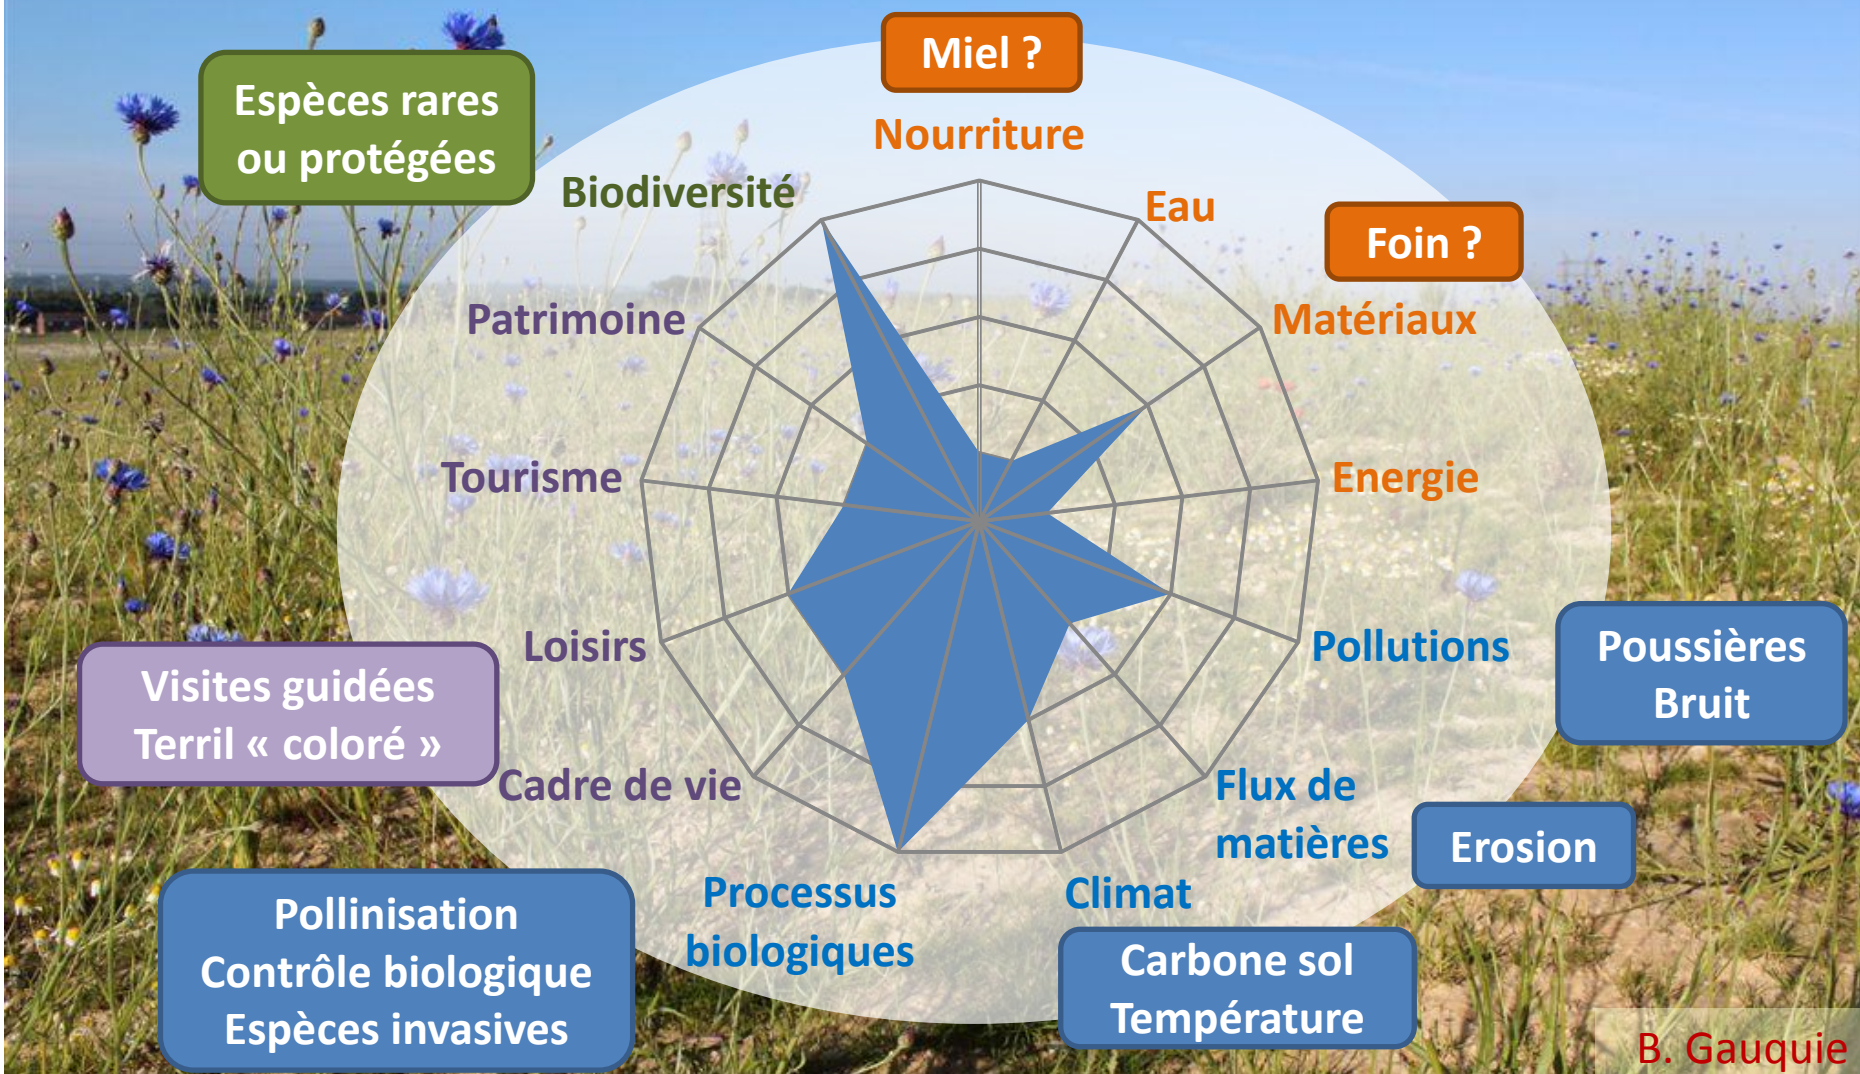 Miel ?
Nourriture
Espèces rares
ou protégées
Biodiversité
Eau
Foin ?
Patrimoine
Matériaux
Tourisme
Energie
Loisirs
Pollutions
Poussières
Bruit
Visites guidées
Terril « coloré »
Cadre de vie
Flux de
matières
Erosion
Processus
biologiques
Climat
Pollinisation
Contrôle biologique
Espèces invasives
Carbone sol
Température
B. Gauquie